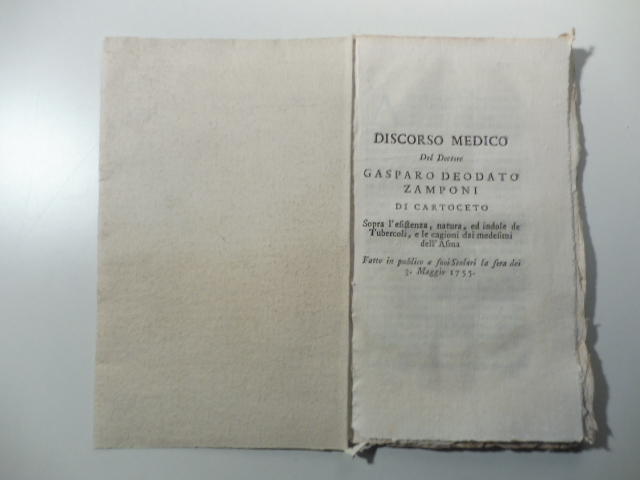 DISCORSO MEDICO
Del Dottore
GASPARO DEODATO
ZAMPONI
DI CARTOCETO
Sopra l'esistenza, natura, ed indole de
Tubercoli, e le cagioni dai medesimi
dell'Asma
Fatto in publico a suoi Scolari la sera dei
3. Maggio 1755.